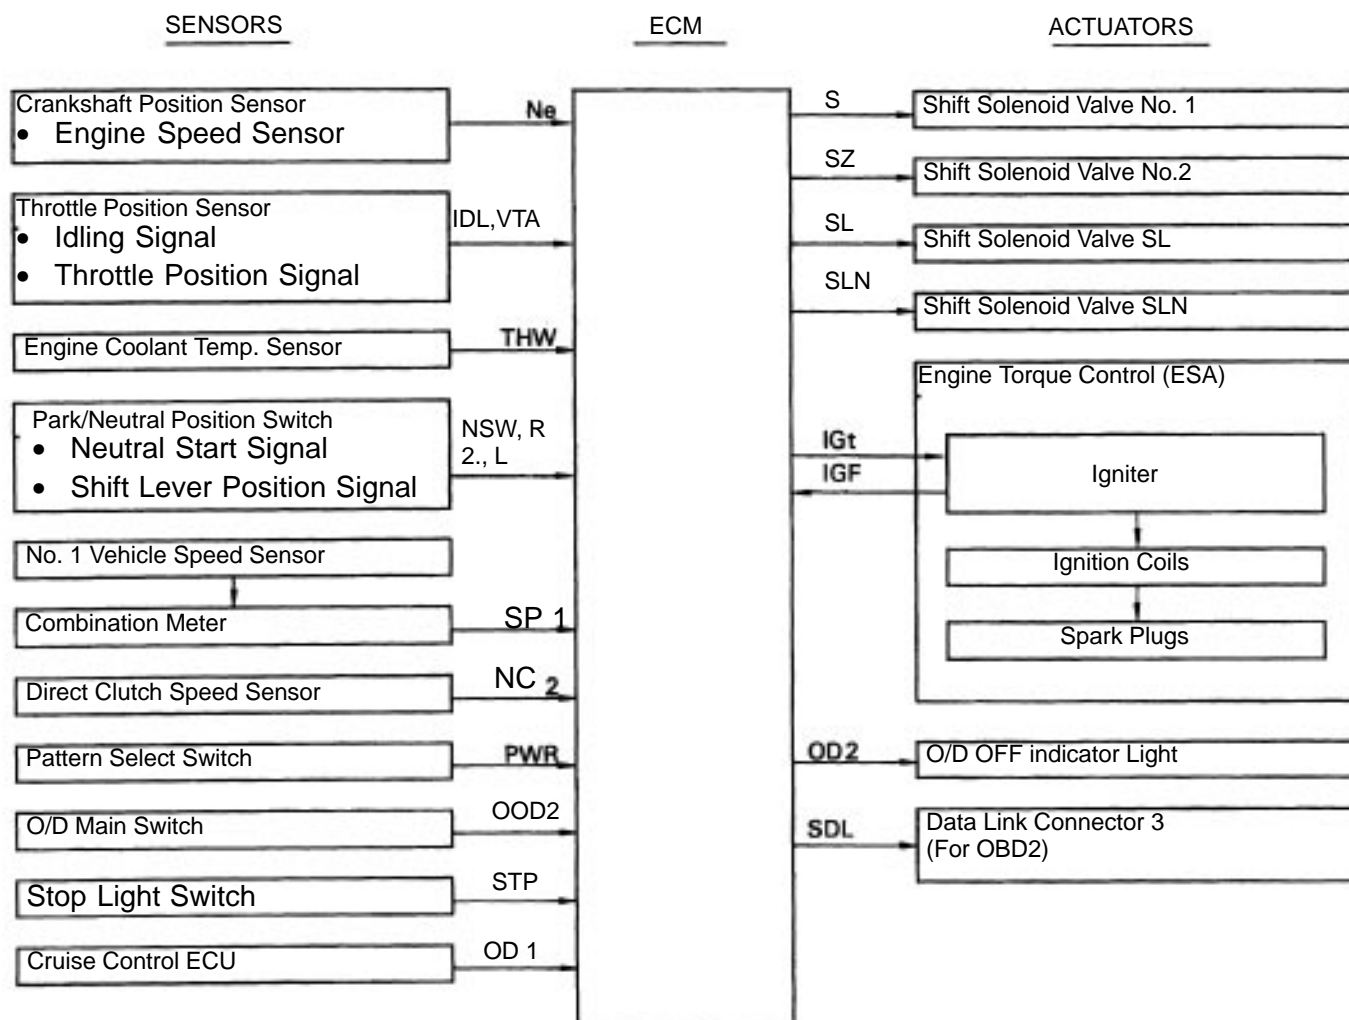 SENSORS
ECM
ACTUATORS
Crankshaft Position Sensor
• Engine Speed Sensor
Ne
Throttle Position Sensor
• Idling Signal
• Throttle Position Signal
IDL,VTA
Engine Coolant Temp. Sensor
THW
Park/Neutral Position Switch
• Neutral Start Signal
• Shift Lever Position Signal
NSW, R
2., L
No. 1 Vehicle Speed Sensor
Combination Meter
SP 1
Direct Clutch Speed Sensor
NC 2
Pattern Select Switch
PWR
O/D Main Switch
OOD2
Stop Light Switch
STP
Cruise Control ECU
OD 1
S
Shift Solenoid Valve No. 1
SZ
Shift Solenoid Valve No.2
SL
Shift Solenoid Valve SL
SLN
Shift Solenoid Valve SLN
Engine Torque Control (ESA)
IGt
IGF
Igniter
Ignition Coils
Spark Plugs
OD2
O/D OFF indicator Light
SDL
Data Link Connector 3
(For OBD2)